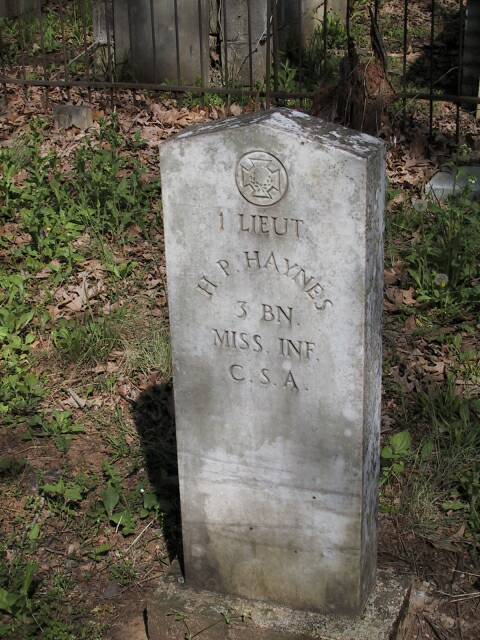 1 LIEUT.
H P HAYNES
3 BN.
MISS. INF.
C.S.A.